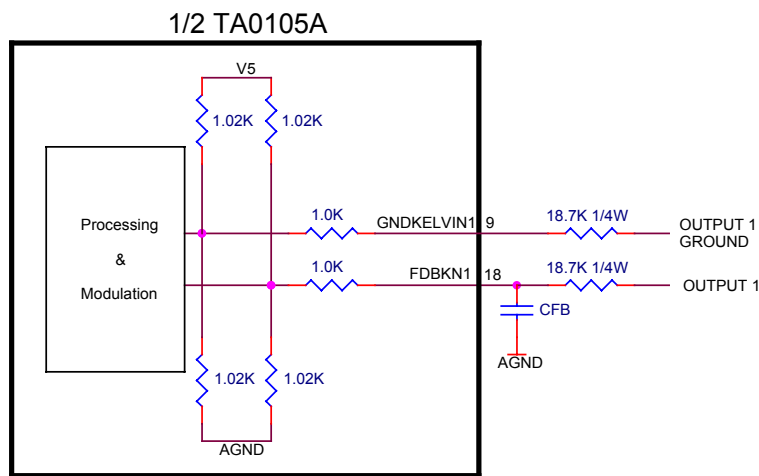 1/2 TA0105A
V5
1.02K 1.02K
1.0K GNDKELVIN1 9 18.7K 1/4W OUTPUT 1
GROUND
Processing
&
Modulation
1.0K FDBKN1 18 18.7K 1/4W OUTPUT 1
CFB
AGND
1.02K 1.02K
AGND